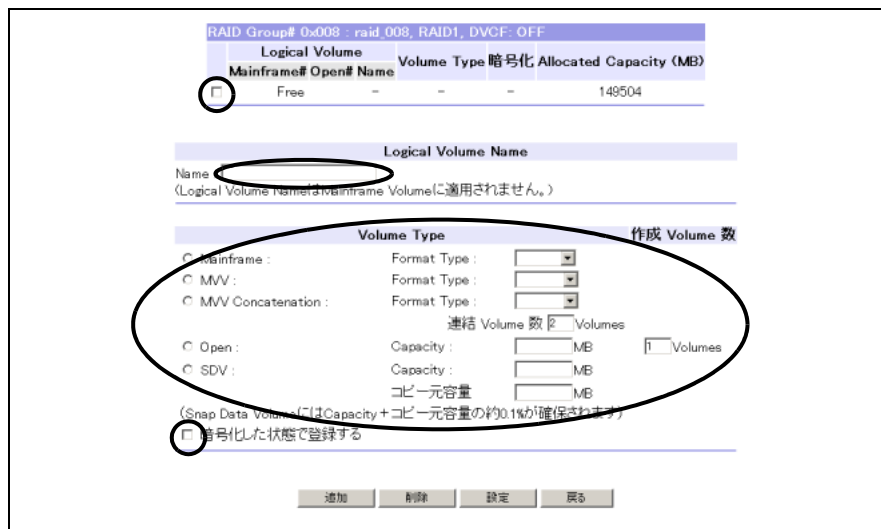 RAID Group# 0x008 : raid_008, RAID1, DVCF: OFF
Logical Volume Volume Type 暗号化 Allocated Capacity (MB)
Mainframe# Open# Name
Free - - - 149504
Logical Volume Name
Name
(Logical Volume NameはMainframe Volumeに適用されません。)
Volume Type 作成 Volume 数
Mainframe : Format Type :
MVV : Format Type :
MVV Concatenation : Format Type :
連結 Volume 数 2 Volumes
Open : Capacity : MB 1 Volumes
SDV : Capacity : MB
コピー元容量 MB
(Snap Data VolumeにはCapacity+コピー元容量の約0.1%が確保されます)
暗号化した状態で登録する
追加 削除 設定 戻る